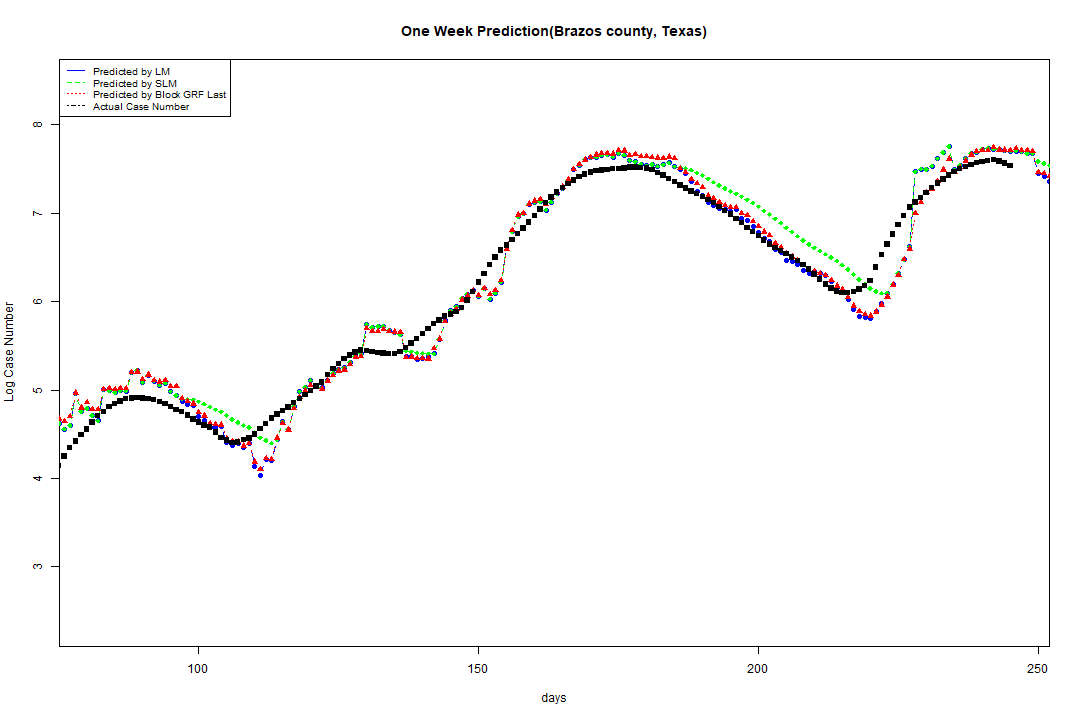 One Week Prediction(Brazos county, Texas)
Predicted by LM
Predicted by SLM
Predicted by Block GRF Last
Actual Case Number
8
7
6
5
4
3
Log Case Number
100 150 200 250
days